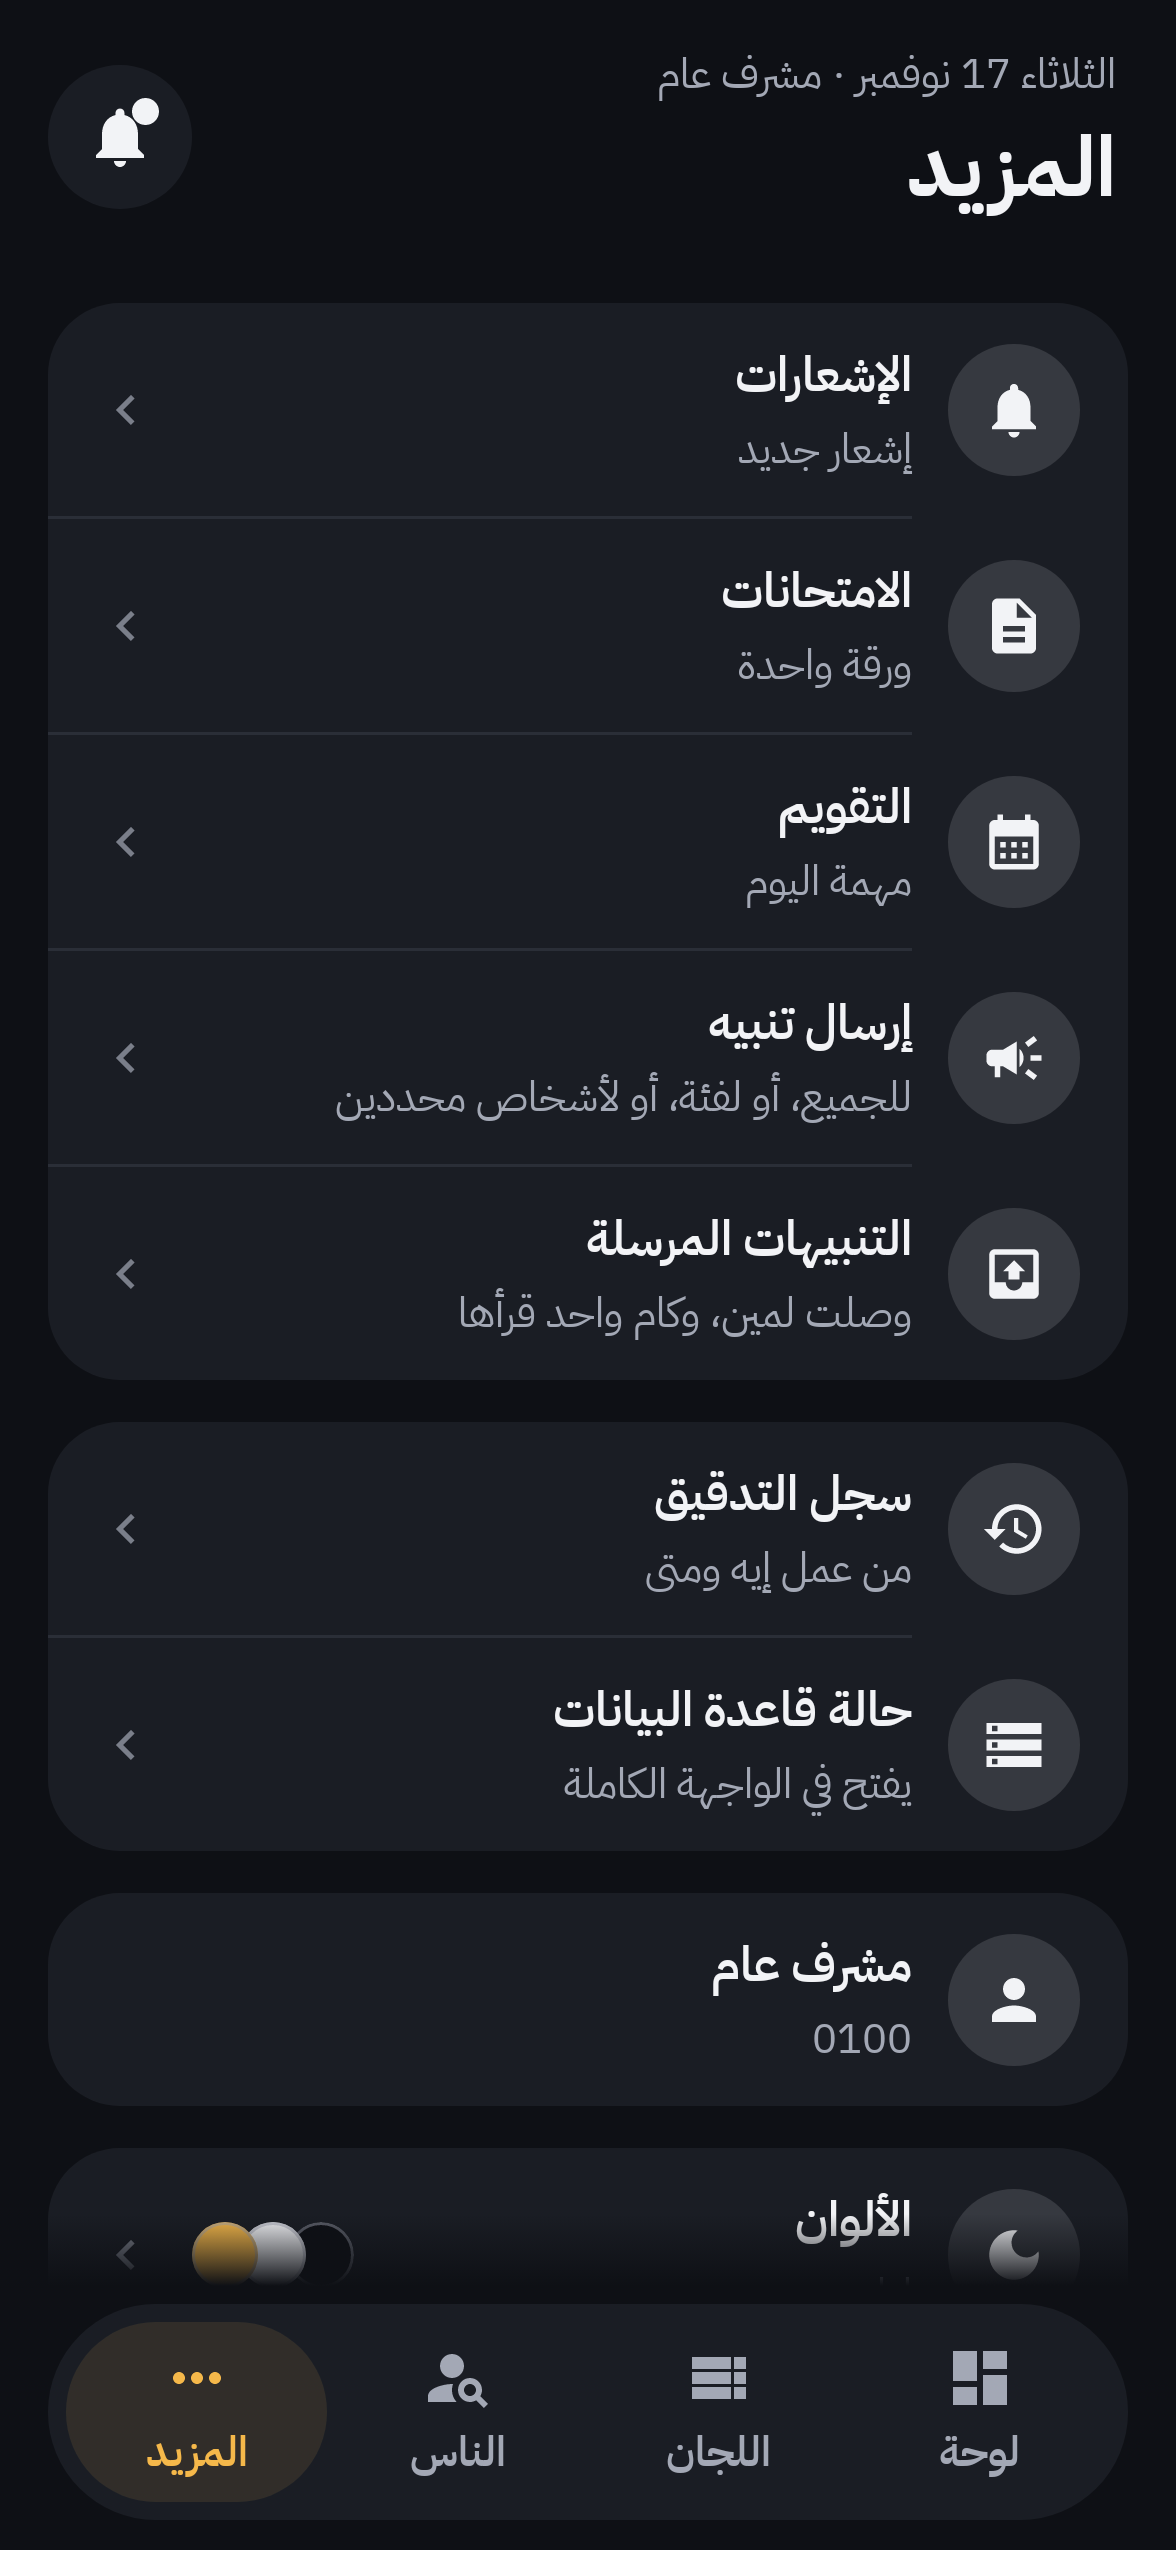 الثلاثاء 17 نوفمبر · مشرف عام
المزيد
الإشعارات
إشعار جديد
الامتحانات
ورقة واحدة
التقويم
مهمة اليوم
إرسال تنبيه
للجميع، أو لفئة، أو لأشخاص محددين
التنبيهات المرسلة
وصلت لمين، وكام واحد قرأها
سجل التدقيق
من عمل إيه ومتى
حالة قاعدة البيانات
يفتح في الواجهة الكاملة
مشرف عام
0100
الألوان
لوحة
اللجان
الناس
المزيد